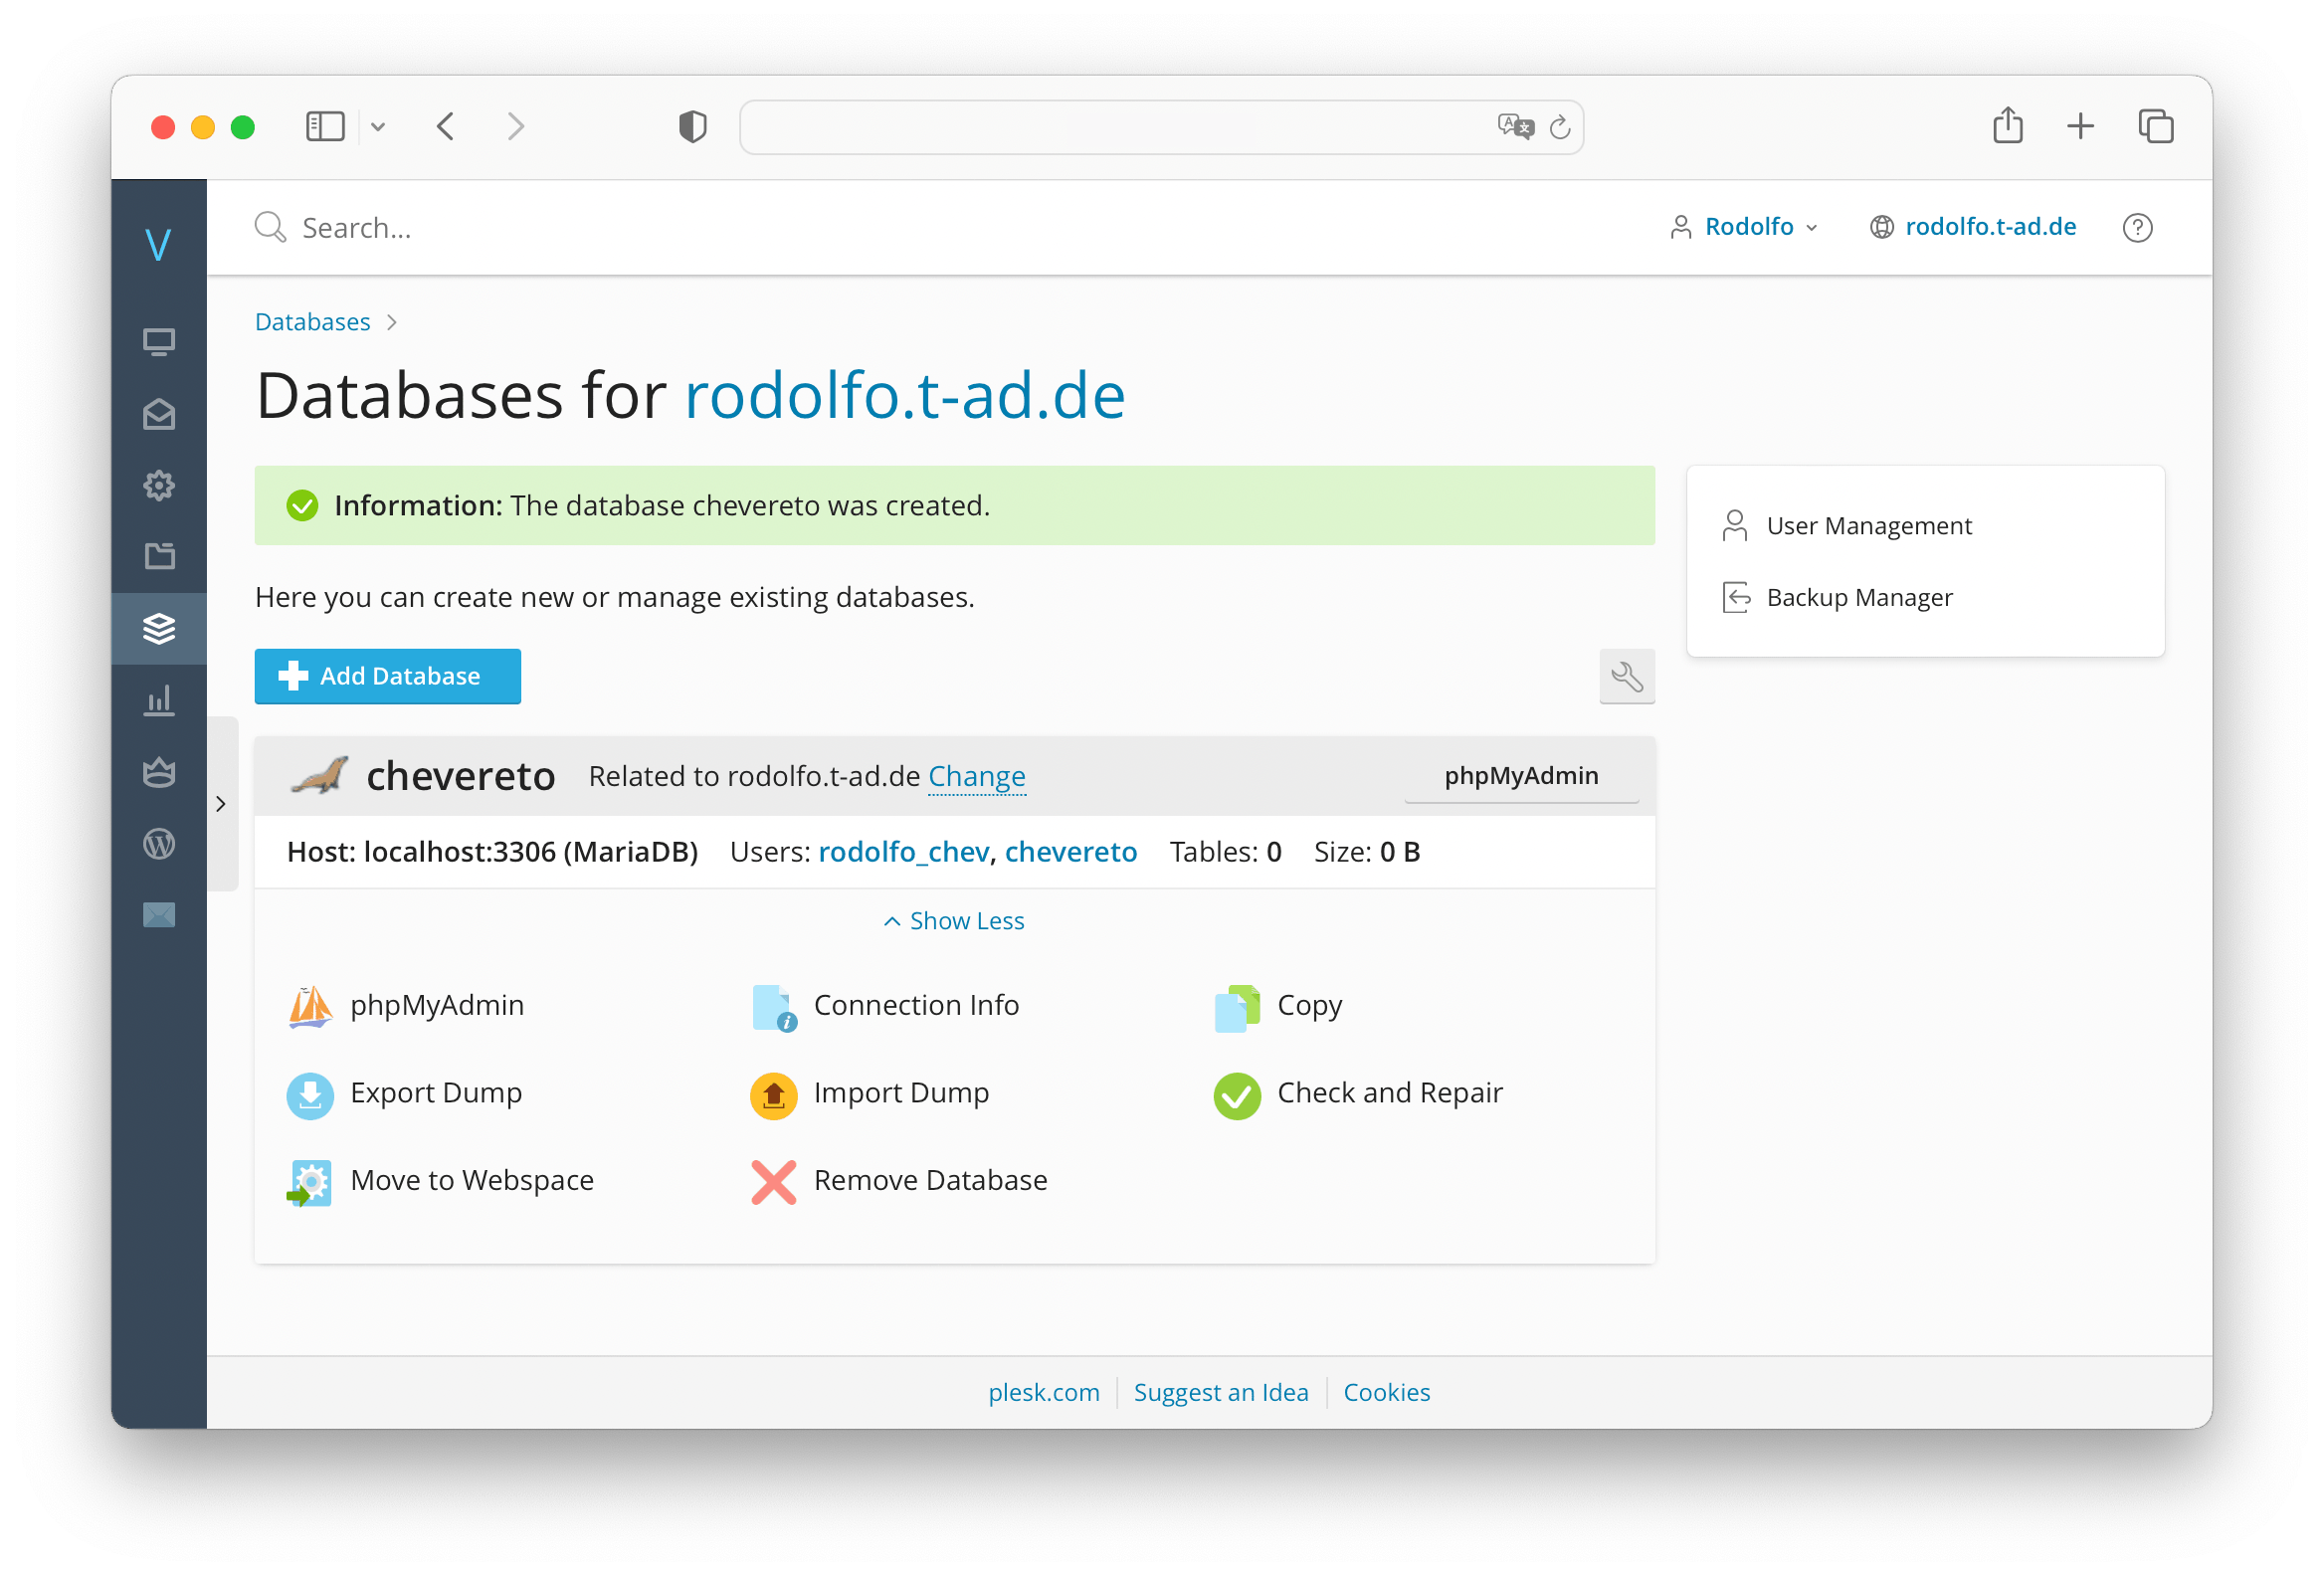 V
Search...
Rodolfo
rodolfo.t-ad.de
Databases
Databases for rodolfo.t-ad.de
Information: The database chevereto was created.
User Management
Backup Manager
Here you can create new or manage existing databases.
Add Database
chevereto Related to rodolfo.t-ad.de Change phpMyAdmin
Host: localhost:3306 (MariaDB) Users: rodolfo_chev, chevereto Tables: 0 Size: 0 B
Show Less
phpMyAdmin Connection Info Copy
Export Dump Import Dump Check and Repair
Move to Webspace Remove Database
plesk.com Suggest an Idea Cookies